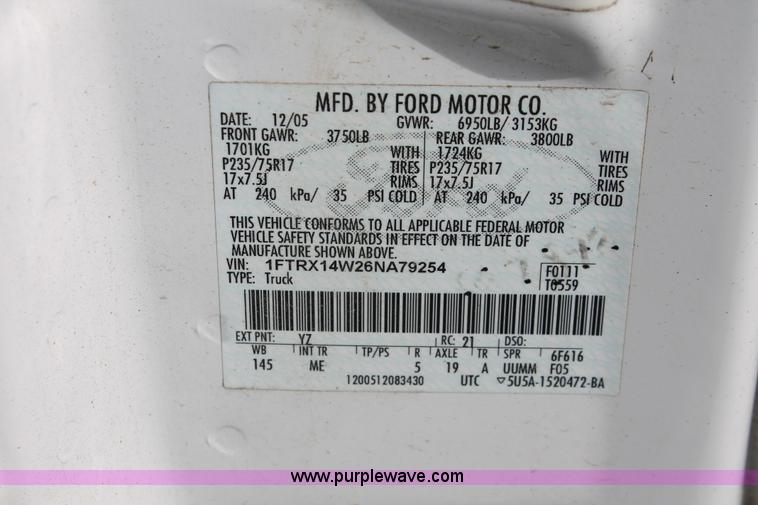 MFD. BY FORD MOTOR CO.
DATE: 12/05 GVWR: 6950LB/ 3153KG
FRONT GAWR: 3750LB REAR GAWR: 3800LB
1701KG WITH 1724KG WITH
P235/75R17 TIRES P235/75R17 TIRES
17x7.5J RIMS 17x7.5J RIMS
AT 240 kPa/ 35 PSI COLD AT 240 kPa/ 35 PSI COLD
THIS VEHICLE CONFORMS TO ALL APPLICABLE FEDERAL MOTOR
VEHICLE SAFETY STANDARDS IN EFFECT ON THE DATE OF
MANUFACTURE SHOWN ABOVE.
VIN: 1FTRX14W26NA79254 F0111
TYPE: Truck T0559
EXT PNT: YZ RC: 21 DSO:
WB INT TR TP/PS R AXLE TR SPR 6F616
145 ME 5 19 A UUMM F05
1200512083430 UTC ▽5U5A-1520472-BA
Ford
www.purplewave.com